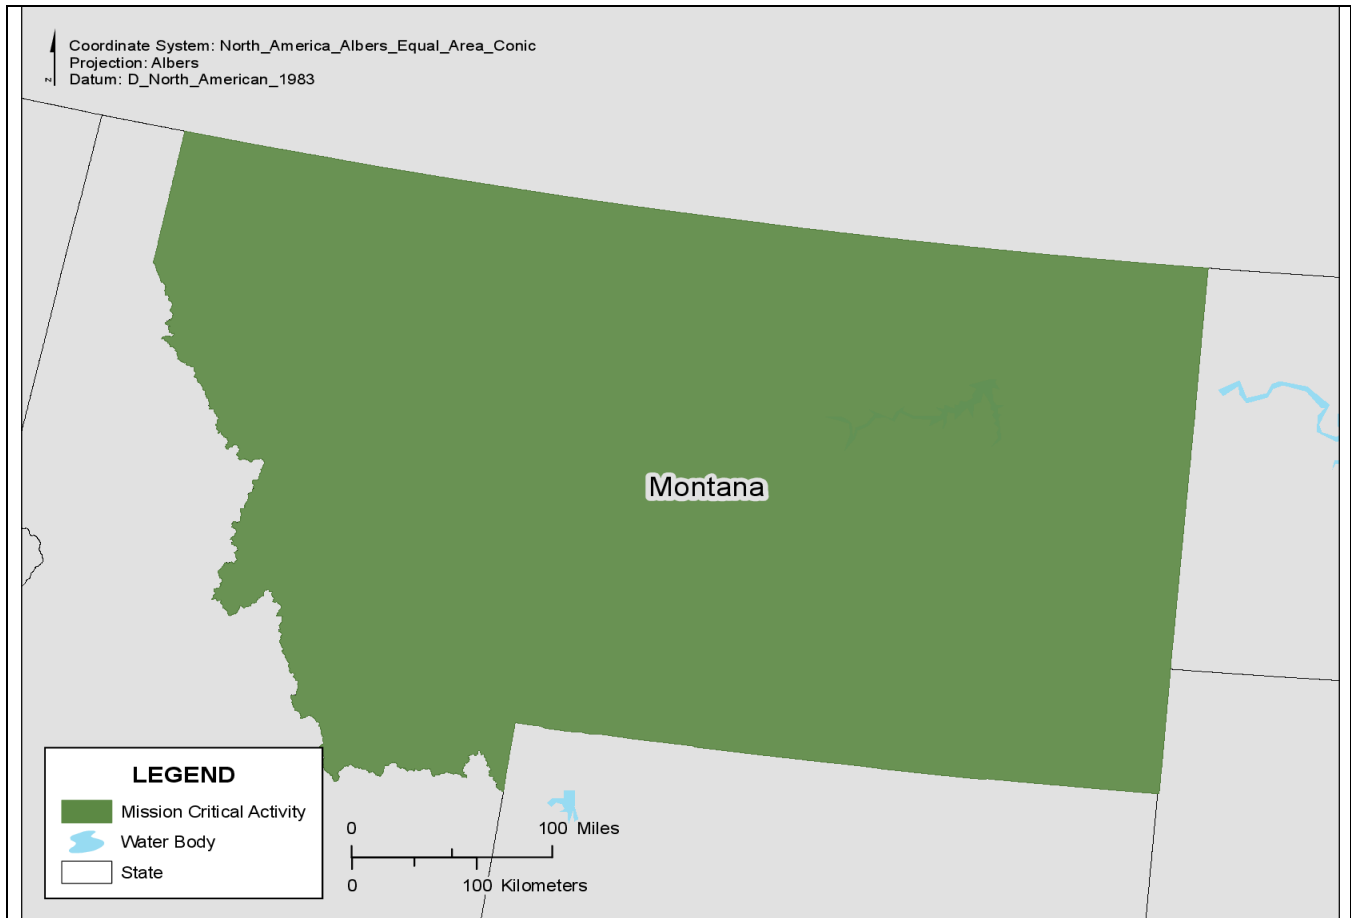 Coordinate System: North_America_Albers_Equal_Area_Conic
Projection: Albers
Datum: D_North_American_1983
z
Montana
LEGEND
Mission Critical Activity
Water Body
State
0 100 Miles
0 100 Kilometers